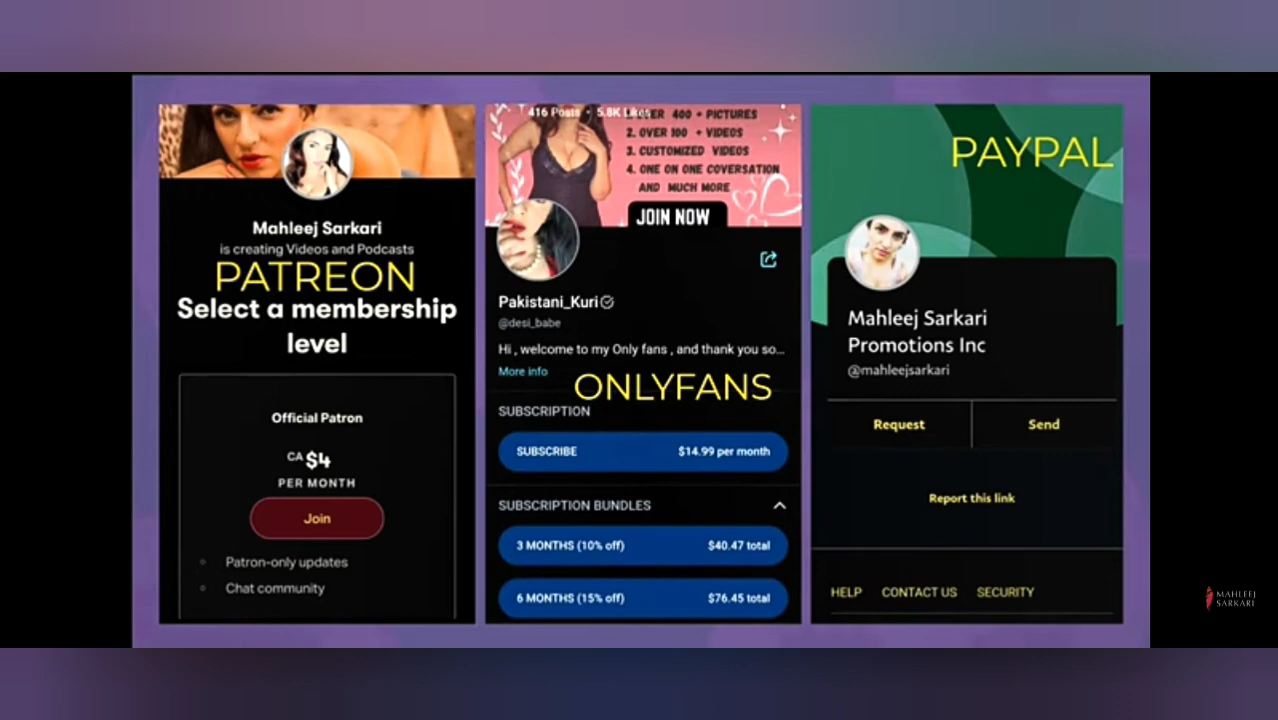 Mahleej Sarkari
is creating Videos and Podcasts
PATREON
Select a membership
level
Official Patron
CA $4
PER MONTH
Join
Patron-only updates
Chat community
416 Posts • 5.8K Likes
OVER 400 + PICTURES
2. OVER 100 + VIDEOS
3. CUSTOMIZED VIDEOS
4. ONE ON ONE COVERSATION
AND MUCH MORE
JOIN NOW
Pakistani_Kuri
@desi_babe
Hi , welcome to my Only fans , and thank you so...
More info
ONLYFANS
SUBSCRIPTION
SUBSCRIBE $14.99 per month
SUBSCRIPTION BUNDLES
3 MONTHS (10% off) $40.47 total
6 MONTHS (15% off) $76.45 total
PAYPAL
Mahleej Sarkari
Promotions Inc
@mahleejsarkari
Request Send
Report this link
HELP CONTACT US SECURITY
MAHLEEJ
SARKARI